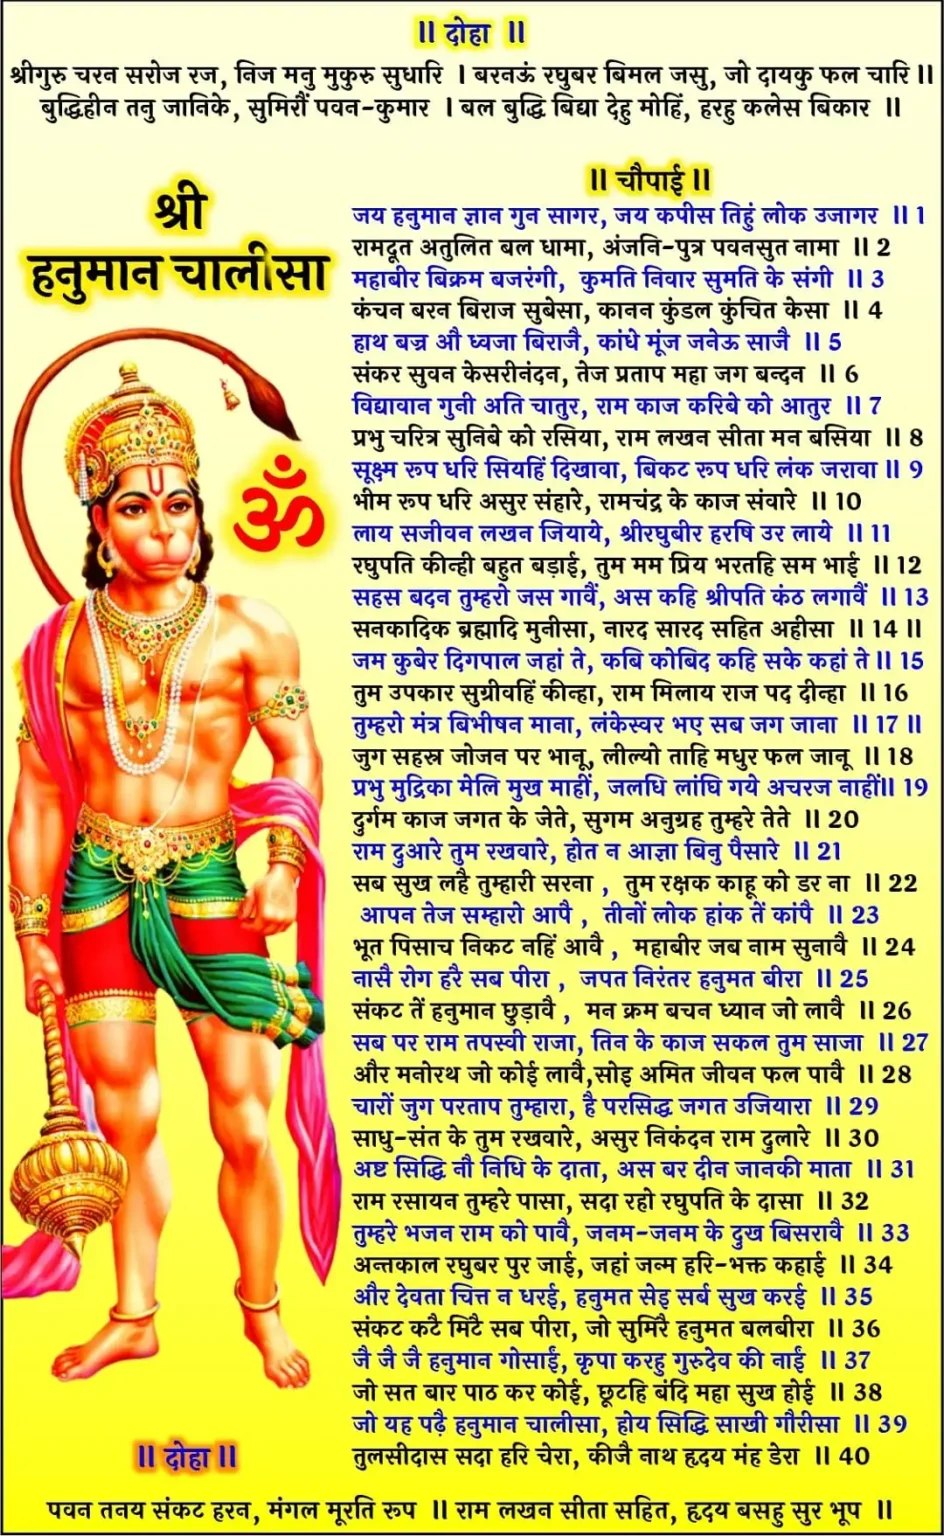 ॥ दोहा ॥
श्रीगुरु चरन सरोज रज, निज मनु मुकुरु सुधारि । बरनऊं रघुबर बिमल जसु, जो दायकु फल चारि ॥
बुद्धिहीन तनु जानिके, सुमिरौं पवन-कुमार । बल बुद्धि बिद्या देहु मोहिं, हरहु कलेस बिकार ॥
श्री
हनुमान चालीसा
ॐ
॥ चौपाई ॥
जय हनुमान ज्ञान गुन सागर, जय कपीस तिहुं लोक उजागर ॥ 1
रामदूत अतुलित बल धामा, अंजनि-पुत्र पवनसुत नामा ॥ 2
महाबीर बिक्रम बजरंगी, कुमति निवार सुमति के संगी ॥ 3
कंचन बरन बिराज सुबेसा, कानन कुंडल कुंचित केसा ॥ 4
हाथ बज्र औ ध्वजा बिराजै, कांधे मूंज जनेऊ साजै ॥ 5
संकर सुवन केसरीनंदन, तेज प्रताप महा जग बन्दन ॥ 6
विद्यावान गुनी अति चातुर, राम काज करिबे को आतुर ॥ 7
प्रभु चरित्र सुनिबे को रसिया, राम लखन सीता मन बसिया ॥ 8
सूक्ष्म रूप धरि सियहिं दिखावा, बिकट रूप धरि लंक जरावा ॥ 9
भीम रूप धरि असुर संहारे, रामचंद्र के काज संवारे ॥ 10
लाय सजीवन लखन जियाये, श्रीरघुबीर हरषि उर लाये ॥ 11
रघुपति कीन्ही बहुत बड़ाई, तुम मम प्रिय भरतहि सम भाई ॥ 12
सहस बदन तुम्हरो जस गावैं, अस कहि श्रीपति कंठ लगावैं ॥ 13
सनकादिक ब्रह्मादि मुनीसा, नारद सारद सहित अहीसा ॥ 14 ॥
जम कुबेर दिगपाल जहां ते, कबि कोबिद कहि सके कहां ते ॥ 15
तुम उपकार सुग्रीवहिं कीन्हा, राम मिलाय राज पद दीन्हा ॥ 16
तुम्हरो मंत्र बिभीषन माना, लंकेस्वर भए सब जग जाना ॥ 17 ॥
जुग सहस्र जोजन पर भानू, लील्यो ताहि मधुर फल जानू ॥ 18
प्रभु मुद्रिका मेलि मुख माहीं, जलधि लांघि गये अचरज नाहीं॥ 19
दुर्गम काज जगत के जेते, सुगम अनुग्रह तुम्हरे तेते ॥ 20
राम दुआरे तुम रखवारे, होत न आज्ञा बिनु पैसारे ॥ 21
सब सुख लहै तुम्हारी सरना , तुम रक्षक काहू को डर ना ॥ 22
आपन तेज सम्हारो आपै , तीनों लोक हांक तें कांपै ॥ 23
भूत पिसाच निकट नहिं आवै , महाबीर जब नाम सुनावै ॥ 24
नासै रोग हरै सब पीरा , जपत निरंतर हनुमत बीरा ॥ 25
संकट तें हनुमान छुड़ावै , मन क्रम बचन ध्यान जो लावै ॥ 26
सब पर राम तपस्वी राजा, तिन के काज सकल तुम साजा ॥ 27
और मनोरथ जो कोई लावै,सोइ अमित जीवन फल पावै ॥ 28
चारों जुग परताप तुम्हारा, है परसिद्ध जगत उजियारा ॥ 29
साधु-संत के तुम रखवारे, असुर निकंदन राम दुलारे ॥ 30
अष्ट सिद्धि नौ निधि के दाता, अस बर दीन जानकी माता ॥ 31
राम रसायन तुम्हरे पासा, सदा रहो रघुपति के दासा ॥ 32
तुम्हरे भजन राम को पावै, जनम-जनम के दुख बिसरावै ॥ 33
अन्तकाल रघुबर पुर जाई, जहां जन्म हरि-भक्त कहाई ॥ 34
और देवता चित्त न धरई, हनुमत सेइ सर्ब सुख करई ॥ 35
संकट कटै मिटै सब पीरा, जो सुमिरै हनुमत बलबीरा ॥ 36
जै जै जै हनुमान गोसाईं, कृपा करहु गुरुदेव की नाईं ॥ 37
जो सत बार पाठ कर कोई, छूटहि बंदि महा सुख होई ॥ 38
जो यह पढ़ै हनुमान चालीसा, होय सिद्धि साखी गौरीसा ॥ 39
तुलसीदास सदा हरि चेरा, कीजै नाथ हृदय मंह डेरा ॥ 40
॥ दोहा ॥
पवन तनय संकट हरन, मंगल मूरति रूप ॥ राम लखन सीता सहित, हृदय बसहु सुर भूप ॥